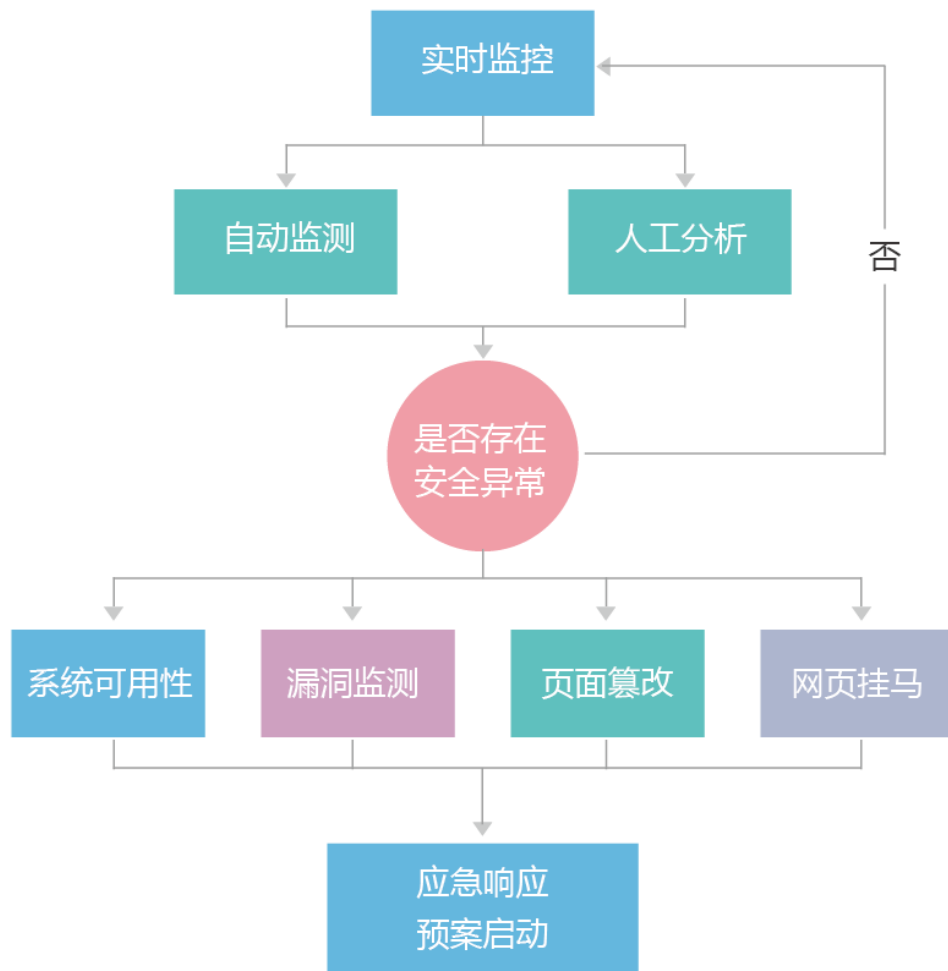 实时监控
自动监测
人工分析
否
是否存在
安全异常
系统可用性
漏洞监测
页面篡改
网页挂马
应急响应
预案启动